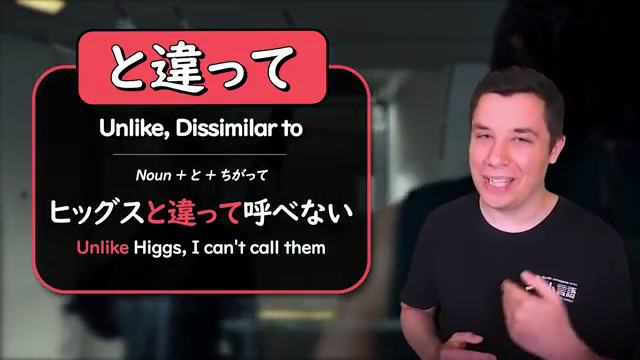 と違って
Unlike, Dissimilar to
Noun + と + ちがって
ヒッグスと違って呼べない
Unlike Higgs, I can't call them